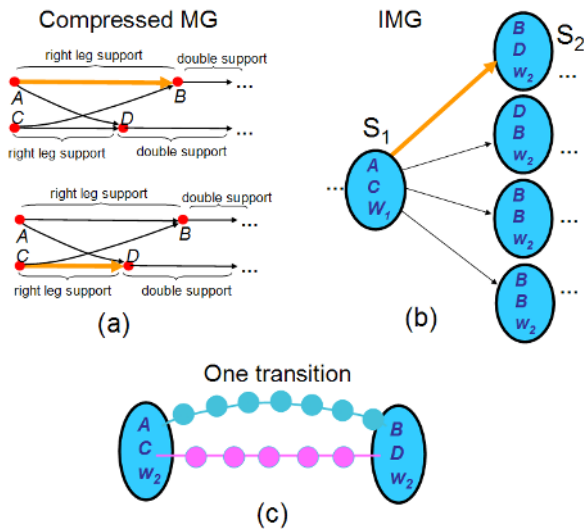 Compressed MG
right leg support
double support
...
A
B
C
D
...
right leg support
double support
right leg support
double support
...
A
B
C
D
...
right leg support
double support
(a)
IMG
S1
...
A
C
W1
S2
B
D
w2
...
D
B
w2
B
B
w2
...
B
B
w2
...
(b)
One transition
A
C
w2
B
D
w2
(c)